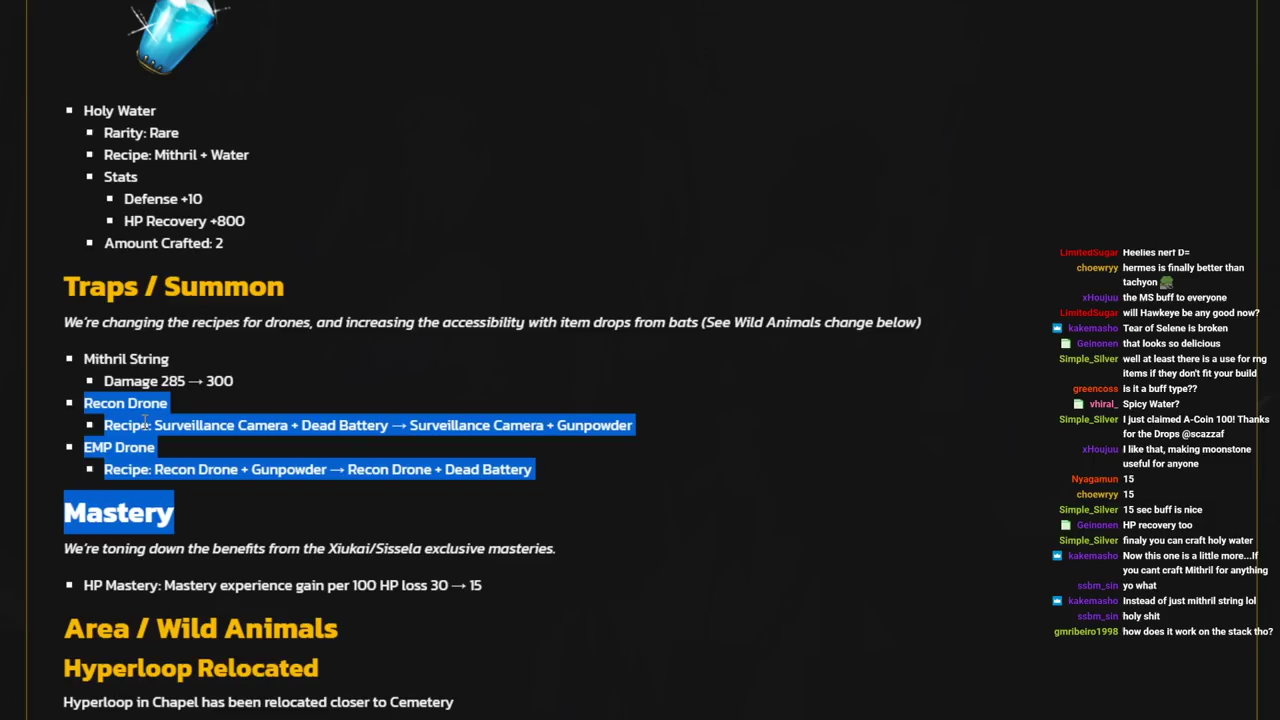 Holy Water
Rarity: Rare
Recipe: Mithril + Water
Stats
Defense +10
HP Recovery +800
Amount Crafted: 2
Traps / Summon
We're changing the recipes for drones, and increasing the accessibility with item drops from bats (See Wild Animals change below)
Mithril String
Damage 285 → 300
Recon Drone
Recipe: Surveillance Camera + Dead Battery → Surveillance Camera + Gunpowder
EMP Drone
Recipe: Recon Drone + Gunpowder → Recon Drone + Dead Battery
Mastery
We're toning down the benefits from the Xiukai/Sissela exclusive masteries.
HP Mastery: Mastery experience gain per 100 HP loss 30 → 15
Area / Wild Animals
Hyperloop Relocated
Hyperloop in Chapel has been relocated closer to Cemetery
LimitedSugar Heelies nerf D=
choewryy hermes is finally better than
tachyon
xHoujuu the MS buff to everyone
LimitedSugar will Hawkeye be any good now?
kakemasho Tear of Selene is broken
Geinonen that looks so delicious
Simple_Silver well at least there is a use for rng
items if they don't fit your build
greencoss is it a buff type??
vhiral_ Spicy Water?
Simple_Silver I just claimed A-Coin 100! Thanks
for the Drops @scazzaf
xHoujuu I like that, making moonstone
useful for anyone
Nyagamun 15
choewryy 15
Simple_Silver 15 sec buff is nice
Geinonen HP recovery too
Simple_Silver finaly you can craft holy water
kakemasho Now this one is a little more...If
you cant craft Mithril for anything
ssbm_sin yo what
kakemasho Instead of just mithril string lol
ssbm_sin holy shit
gmribeiro1998 how does it work on the stack tho?